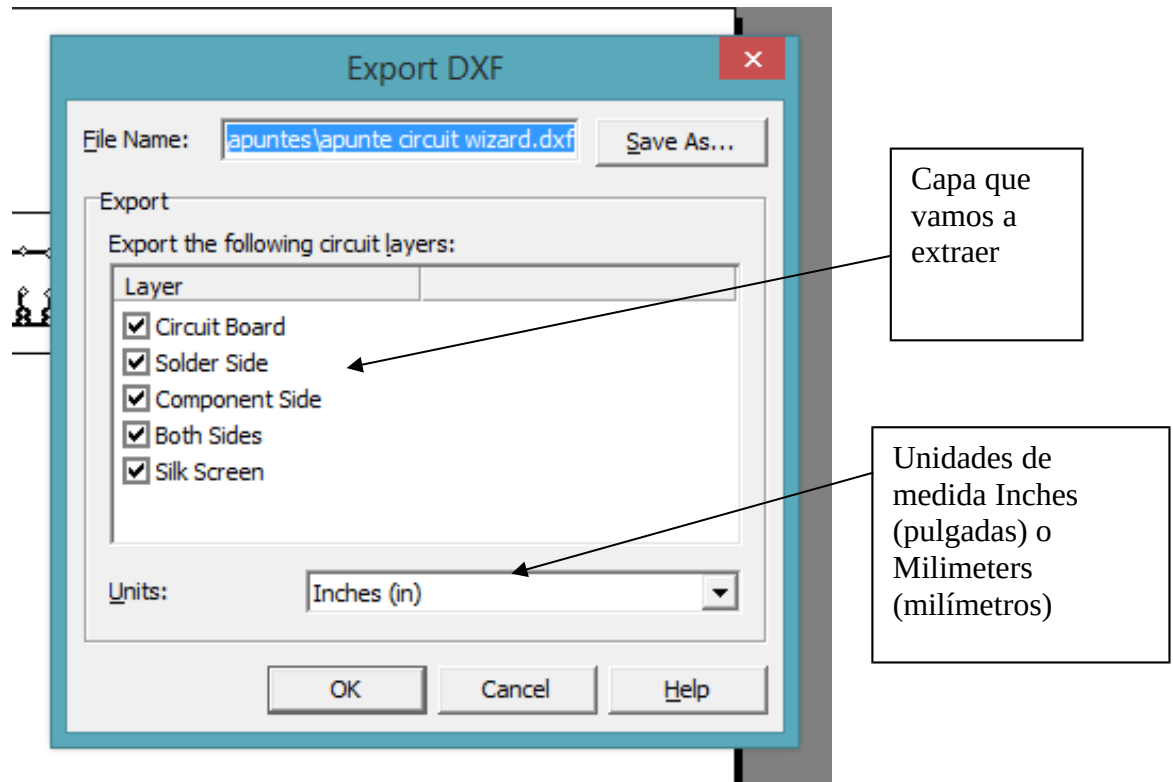 Export DXF
File Name: apuntes\apunte circuit wizard.dxf Save As...
Export
Export the following circuit layers:
Layer
Circuit Board
Solder Side
Component Side
Both Sides
Silk Screen
Units: Inches (in)
OK Cancel Help
Capa que
vamos a
extraer
Unidades de
medida Inches
(pulgadas) o
Milimeters
(milímetros)